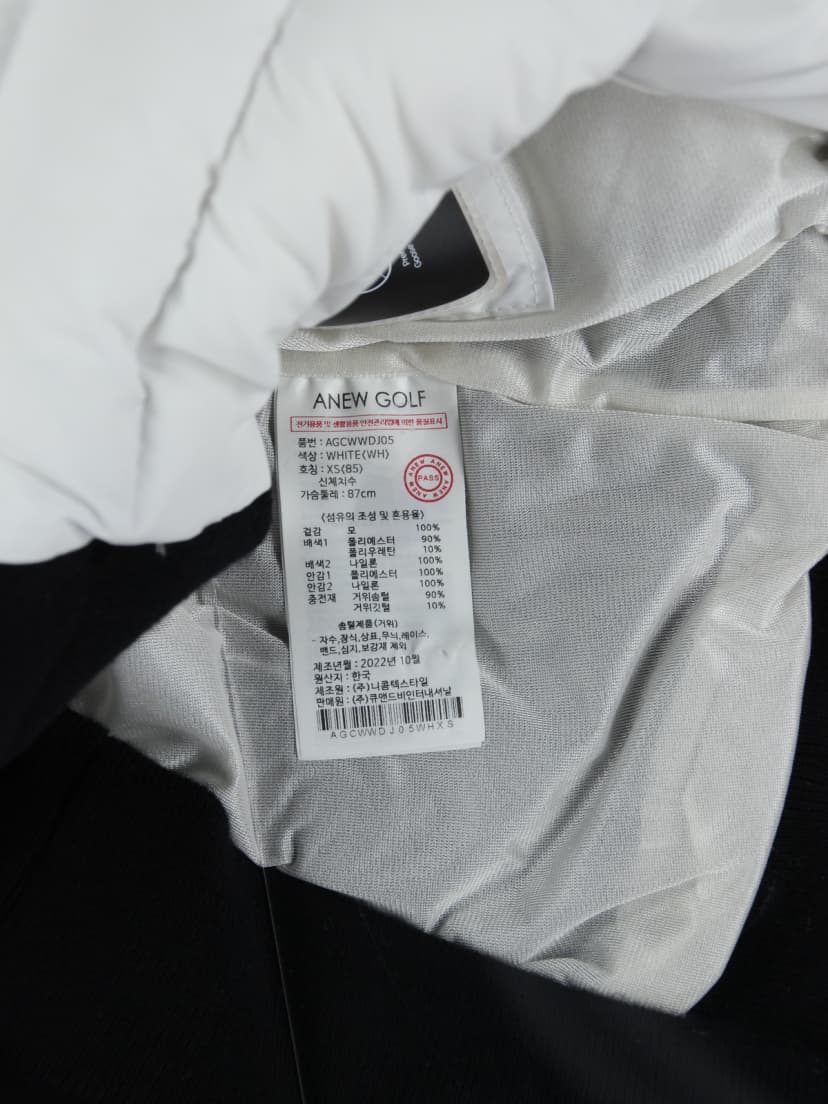 ANEW GOLF
전기용품 및 생활용품 안전관리법에 의한 품질표시
품번 : AGCWWDJ05
색상 : WHITE(WH)
호칭 : XS(85)
신체치수
가슴둘레 : 87cm
ANEW ANEW ANEW
PASS
〈섬유의 조성 및 혼용율〉
겉감 모 100%
배색1 폴리에스터 90%
폴리우레탄 10%
배색2 나일론 100%
안감1 폴리에스터 100%
안감2 나일론 100%
충전재 거위솜털 90%
거위깃털 10%
솜털제품(거위)
- 자수,장식,상표,무늬,레이스,
밴드,심지,보강재 제외
제조년월 : 2022년 10월
원산지 : 한국
제조원 : (주)니콤텍스타일
판매원 : (주)큐앤드비인터내셔날
AGCWWDJ05WHXS